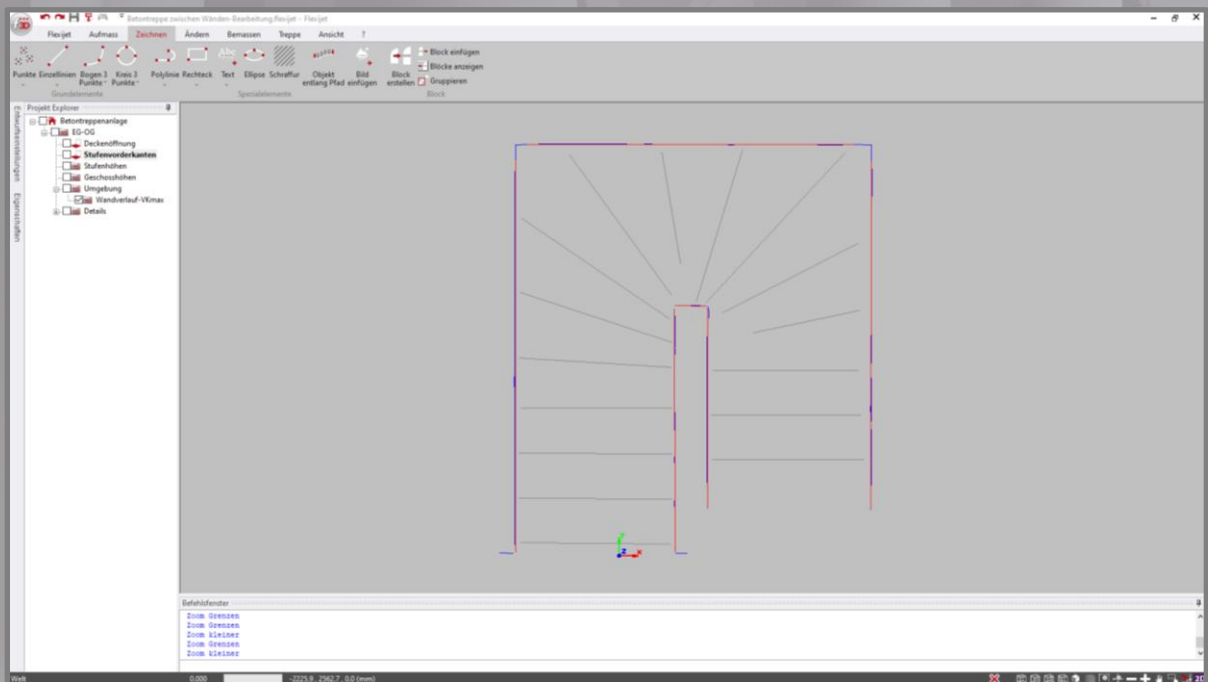 Betontreppe zwischen Wänden-Bearbeitung.flexijet - Flexijet
Flexijet Aufmass Zeichnen Ändern Bemassen Treppe Ansicht ?
Punkte Einzellinien Bogen 3 Punkte Kreis 3 Punkte Polylinie Rechteck Text Ellipse Schraffur Objekt entlang Pfad Bild einfügen Block erstellen
Block einfügen
Blöcke anzeigen
Gruppieren
Grundelemente Spezialelemente Block
Projekt Explorer
Entwurfseinstellungen
Eigenschaften
Betontreppenanlage
EG-OG
Deckenöffnung
Stufenvorderkanten
Stufenhöhen
Geschosshöhen
Umgebung
Wandverlauf-VKmax
Details
Y
Z X
Befehlsfenster
Zoom Grenzen
Zoom Grenzen
Zoom kleiner
Zoom Grenzen
Zoom kleiner
Welt 0,000 -2225.9 , 2562.7 , 0.0 (mm) 2D